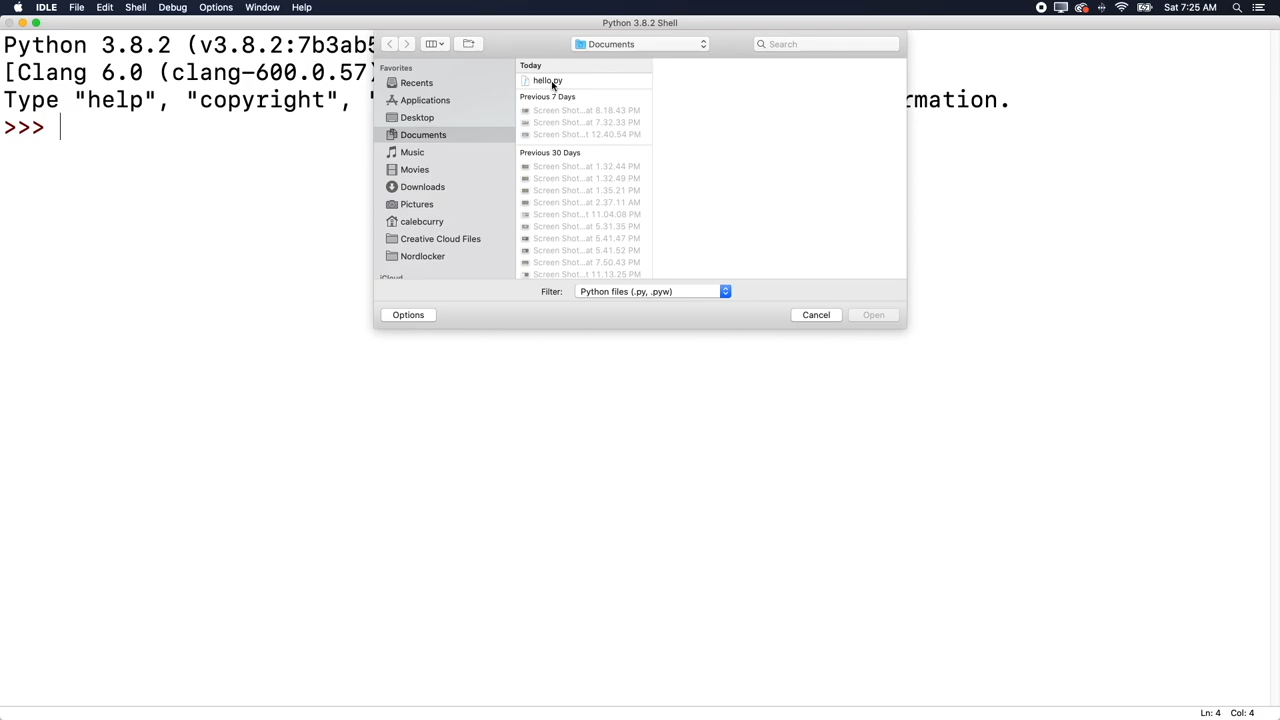 IDLE File Edit Shell Debug Options Window Help Sat 7:25 AM
Python 3.8.2 Shell
Python 3.8.2 (v3.8.2:7b3ab5
[Clang 6.0 (clang-600.0.57)
Type "help", "copyright", " rmation.
>>>
Documents
Search
Favorites
Recents
Applications
Desktop
Documents
Music
Movies
Downloads
Pictures
calebcurry
Creative Cloud Files
Nordlocker
iCloud
Today
hello.py
Previous 7 Days
Screen Shot...at 8.18.43 PM
Screen Shot...at 7.32.33 PM
Screen Shot...t 12.40.54 PM
Previous 30 Days
Screen Shot...at 1.32.44 PM
Screen Shot...at 1.32.49 PM
Screen Shot...at 1.35.21 PM
Screen Shot...at 2.37.11 AM
Screen Shot...t 11.04.08 PM
Screen Shot...at 5.31.35 PM
Screen Shot...at 5.41.47 PM
Screen Shot...at 5.41.52 PM
Screen Shot...at 7.50.43 PM
Screen Shot...t 11.13.25 PM
Filter: Python files (.py, .pyw)
Options Cancel Open
Ln: 4 Col: 4